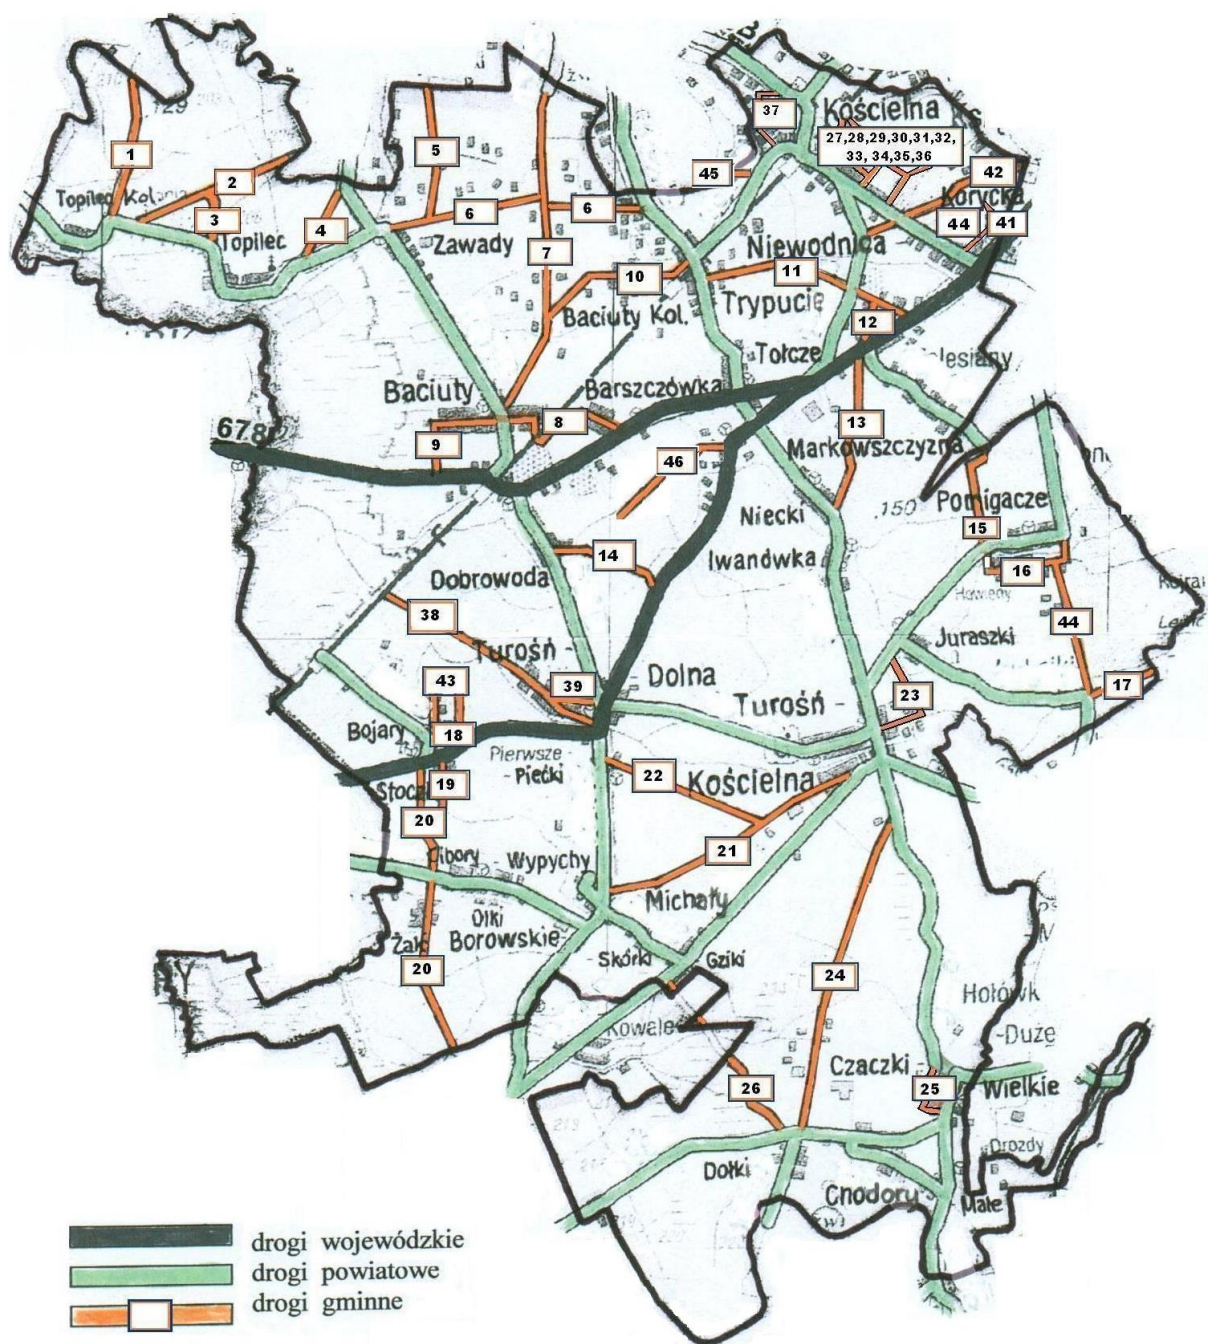 B
37
Kościelna
27,28,29,30,31,32,
33, 34,35,36
129
1
5
2
45
42
Topilec Kol.
Korycka
3
4
6
6
44
41
Topilec
Zawady
7
Niewodnica
10
11
Baciuty Kol.
Trypucie
12
Tołcze
lesiany
Baciuty
Barszczówka
678
9
8
13
46
Markowszczyzna
Niecki
.150
Pomigacze
15
Iwanówka
14
16
Dobrowoda
38
44
Juraszki
Turośń -
43
39
Dolna
17
Turośń -
23
Bojary
18
Pierwsze -
- Piećki
22
Kościelna
19
20
21
Wypychy
Michały
Olki
Borowskie
Żaki
20
Skórki
Gziki
24
Kowale
Hołówk
- Duże
Czaczki -
26
25
Wielkie
Drozdy
Dołki
Chodory
- Małe
drogi wojewódzkie
drogi powiatowe
drogi gminne